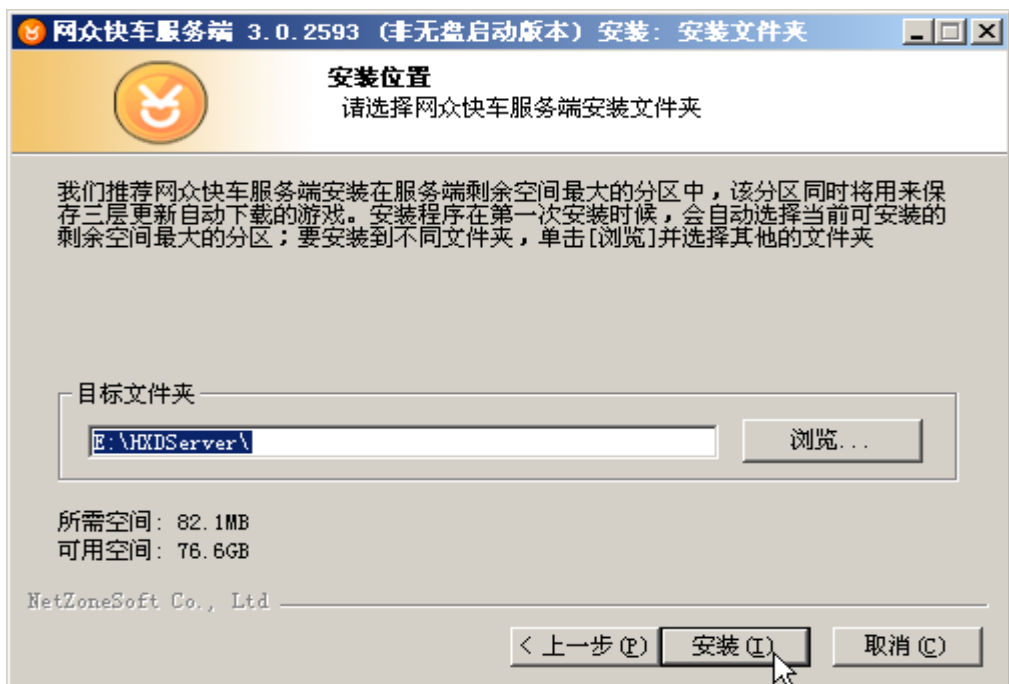 网众快车服务端 3.0.2593 (非无盘启动版本) 安装: 安装文件夹
安装位置
请选择网众快车服务端安装文件夹
我们推荐网众快车服务端安装在服务端剩余空间最大的分区中，该分区同时将用来保
存三层更新自动下载的游戏。安装程序在第一次安装时候，会自动选择当前可安装的
剩余空间最大的分区；要安装到不同文件夹，单击[浏览]并选择其他的文件夹
目标文件夹
E:\HXDServer\
浏览...
所需空间: 82.1MB
可用空间: 76.6GB
NetZoneSoft Co., Ltd
< 上一步(P)
安装(I)
取消(C)